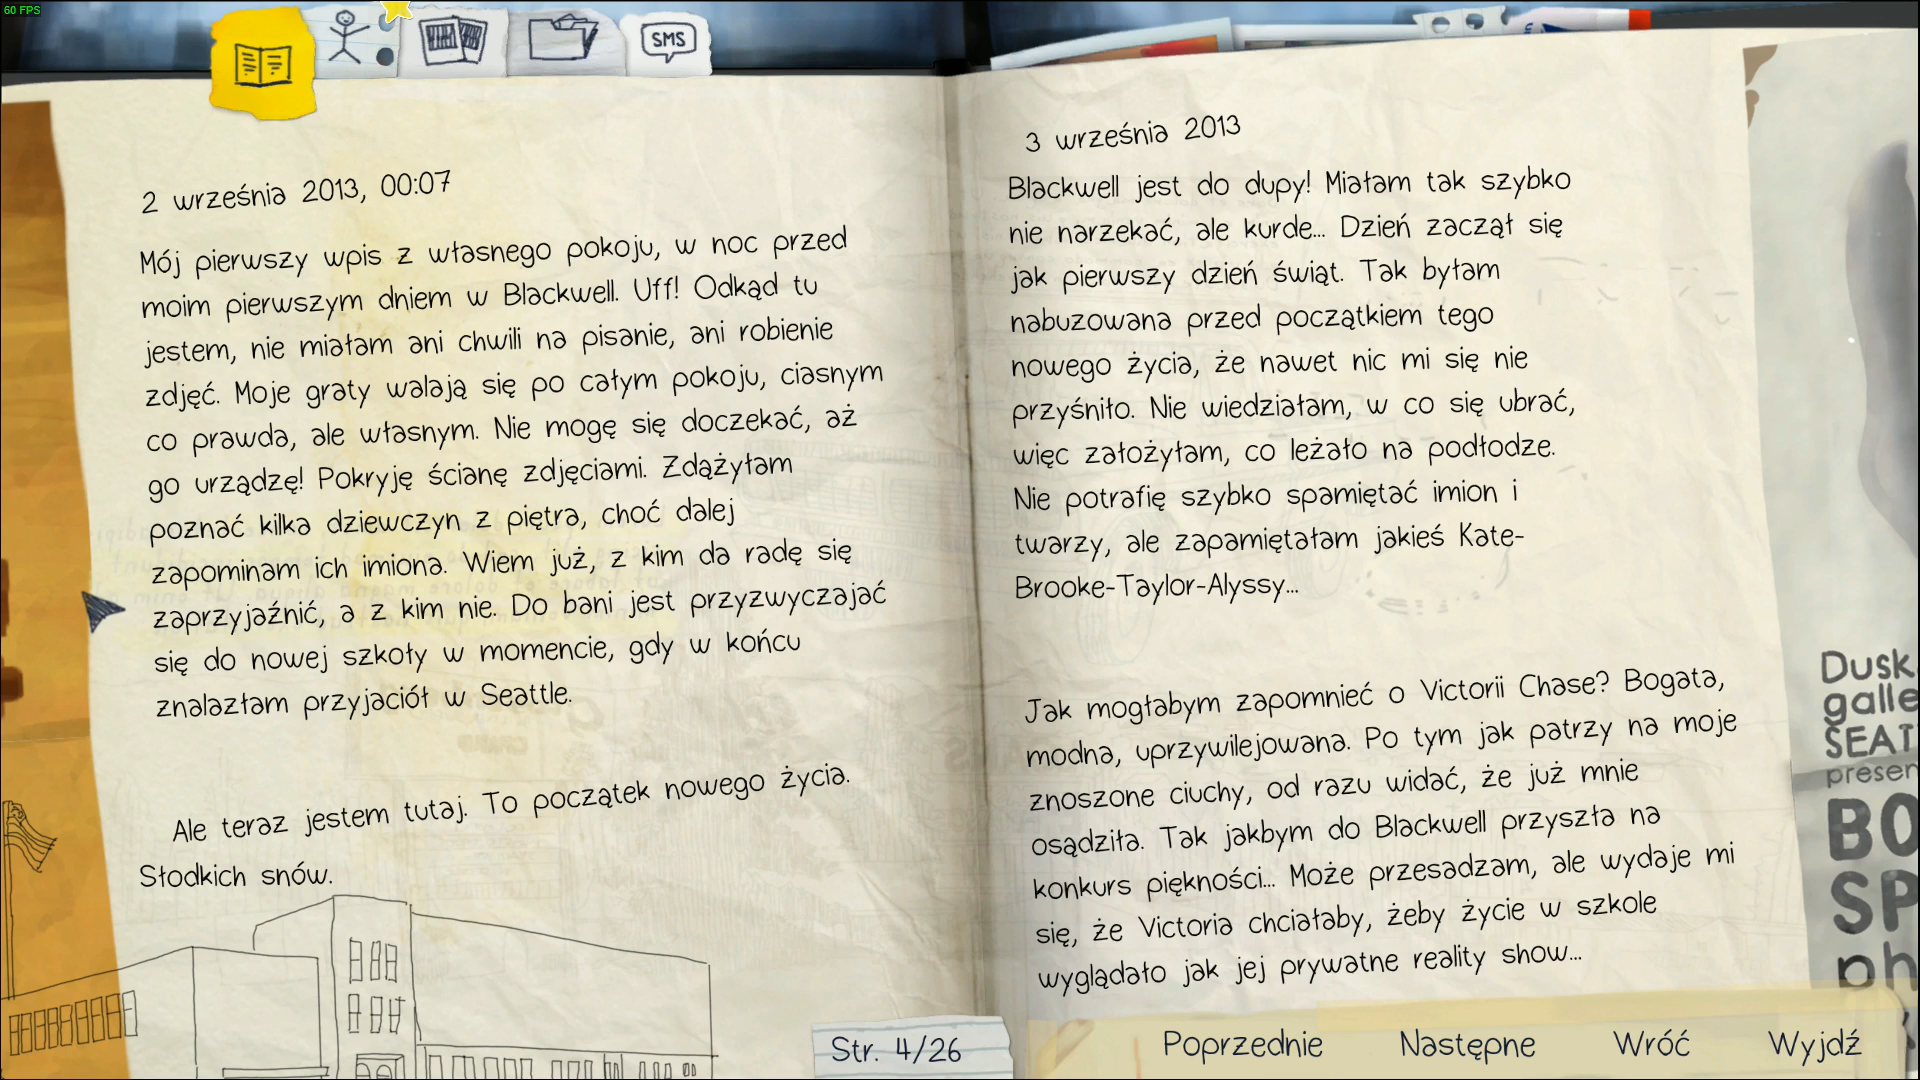 60 FPS
SMS
2 września 2013, 00:07
Mój pierwszy wpis z własnego pokoju, w noc przed
moim pierwszym dniem w Blackwell. Uff! Odkąd tu
jestem, nie miałam ani chwili na pisanie, ani robienie
zdjęć. Moje graty walają się po całym pokoju, ciasnym
co prawda, ale własnym. Nie mogę się doczekać, aż
go urządzę! Pokryję ścianę zdjęciami. Zdążyłam
poznać kilka dziewczyn z piętra, choć dalej
zapominam ich imiona. Wiem już, z kim da radę się
zaprzyjaźnić, a z kim nie. Do bani jest przyzwyczajać
się do nowej szkoły w momencie, gdy w końcu
znalazłam przyjaciół w Seattle.
Ale teraz jestem tutaj. To początek nowego życia.
Słodkich snów.
3 września 2013
Blackwell jest do dupy! Miałam tak szybko
nie narzekać, ale kurde... Dzień zaczął się
jak pierwszy dzień świąt. Tak byłam
nabuzowana przed początkiem tego
nowego życia, że nawet nic mi się nie
przyśniło. Nie wiedziałam, w co się ubrać,
więc założyłam, co leżało na podłodze.
Nie potrafię szybko spamiętać imion i
twarzy, ale zapamiętałam jakieś Kate-
Brooke-Taylor-Alyssy...
Jak mogłabym zapomnieć o Victorii Chase? Bogata,
modna, uprzywilejowana. Po tym jak patrzy na moje
znoszone ciuchy, od razu widać, że już mnie
osądziła. Tak jakbym do Blackwell przyszła na
konkurs piękności... Może przesadzam, ale wydaje mi
się, że Victoria chciałaby, żeby życie w szkole
wyglądało jak jej prywatne reality show...
Dusk
galle
SEAT
presen
BO
SP
ph
Str. 4/26
Poprzednie Następne Wróć Wyjdź